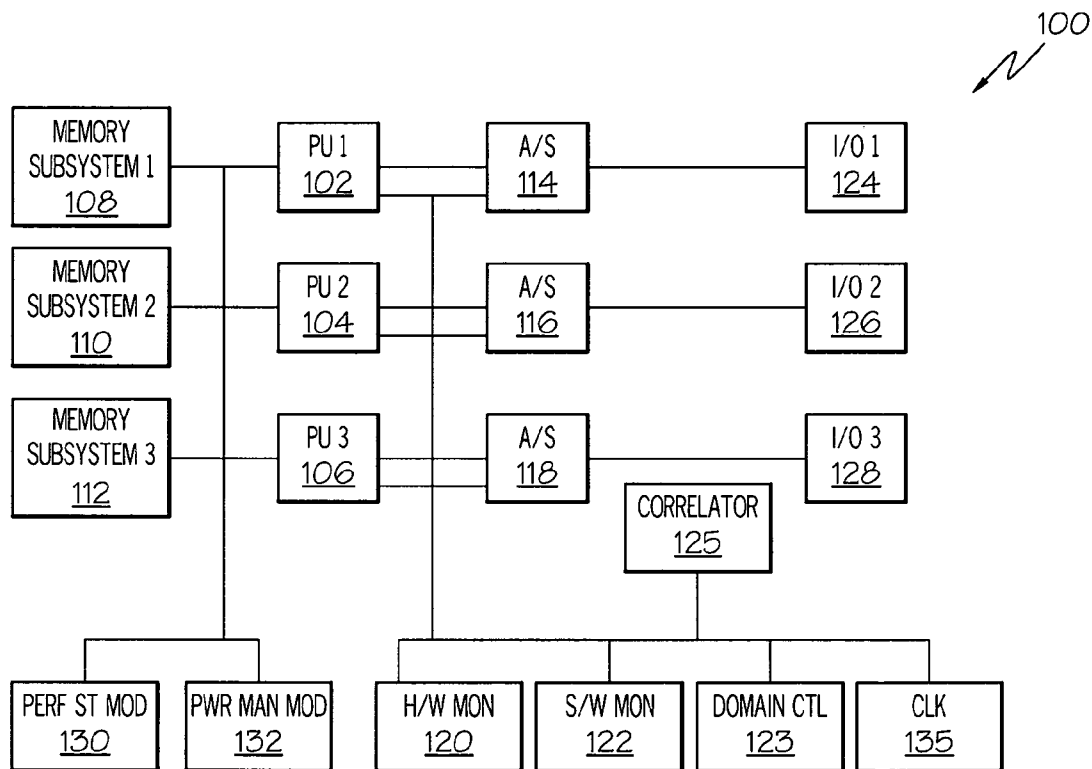 100
MEMORY
SUBSYSTEM 1
108
PU 1
102
A/S
114
I/O 1
124
MEMORY
SUBSYSTEM 2
110
PU 2
104
A/S
116
I/O 2
126
MEMORY
SUBSYSTEM 3
112
PU 3
106
A/S
118
I/O 3
128
CORRELATOR
125
PERF ST MOD
130
PWR MAN MOD
132
H/W MON
120
S/W MON
122
DOMAIN CTL
123
CLK
135